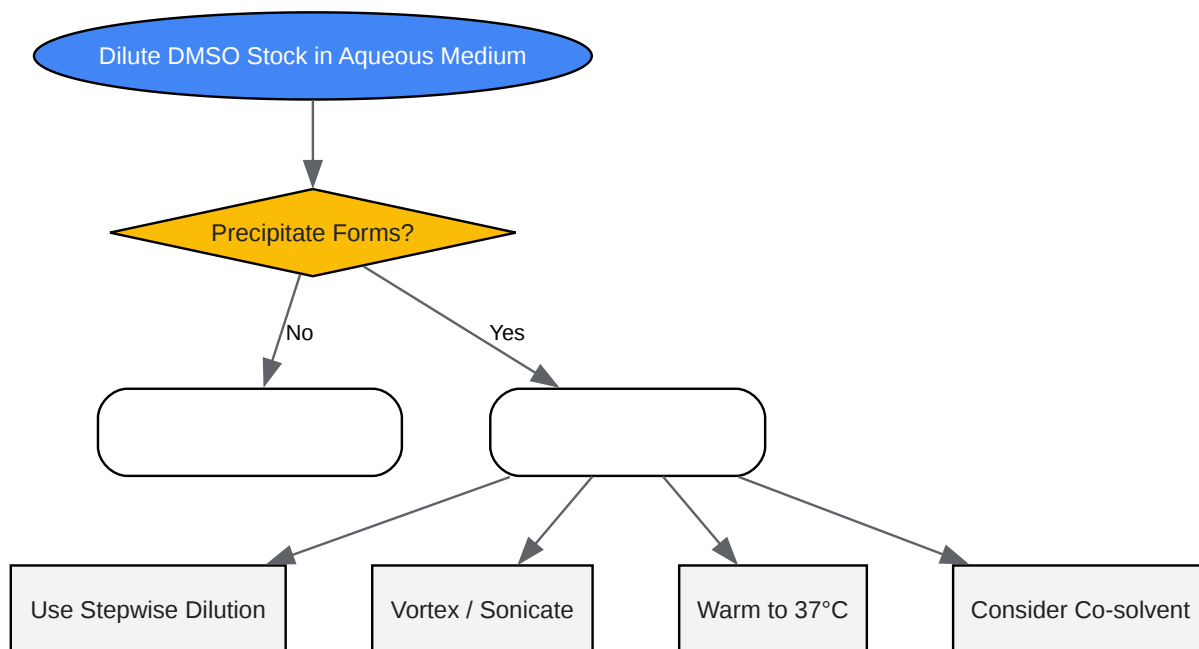 Dilute DMSO Stock in Aqueous Medium
Precipitate Forms?
No
Yes
Use Stepwise Dilution
Vortex / Sonicate
Warm to 37°C
Consider Co-solvent